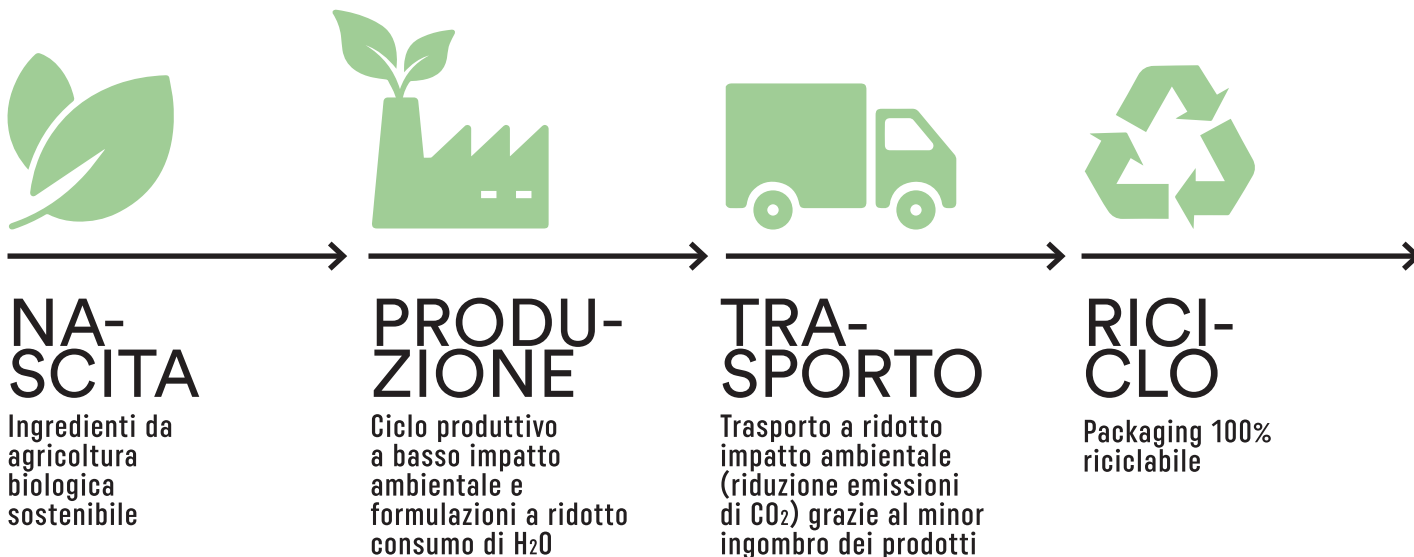 NA-
SCITA
Ingredienti da
agricoltura
biologica
sostenibile
PRODU-
ZIONE
Ciclo produttivo
a basso impatto
ambientale e
formulazioni a ridotto
consumo di H₂O
TRA-
SPORTO
Trasporto a ridotto
impatto ambientale
(riduzione emissioni
di CO₂) grazie al minor
ingombro dei prodotti
RICI-
CLO
Packaging 100%
riciclabile